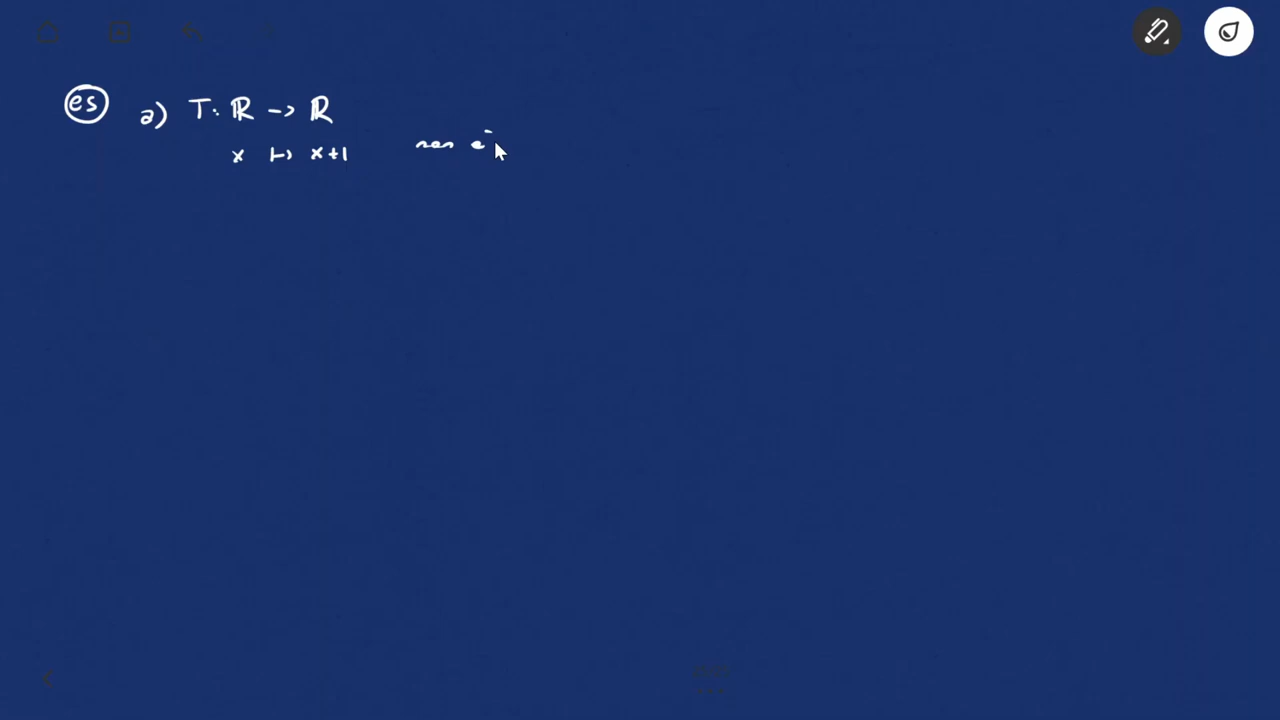 es a) T: ℝ -> ℝ
x ↦ x+1 non è